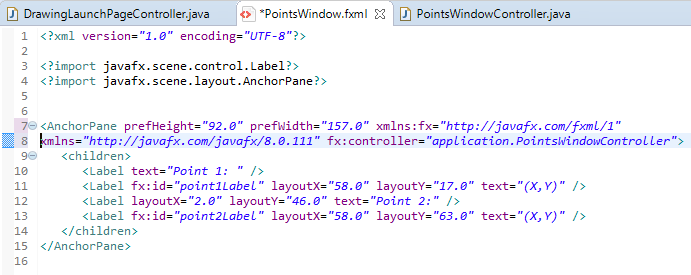 DrawingLaunchPageController.java *PointsWindow.fxml PointsWindowController.java
1 <?xml version="1.0" encoding="UTF-8"?>
2
3 <?import javafx.scene.control.Label?>
4 <?import javafx.scene.layout.AnchorPane?>
5
6
7 <AnchorPane prefHeight="92.0" prefWidth="157.0" xmlns:fx="http://javafx.com/fxml/1"
8 xmlns="http://javafx.com/javafx/8.0.111" fx:controller="application.PointsWindowController">
9 <children>
10 <Label text="Point 1: " />
11 <Label fx:id="point1Label" layoutX="58.0" layoutY="17.0" text="(X,Y)" />
12 <Label layoutX="2.0" layoutY="46.0" text="Point 2:" />
13 <Label fx:id="point2Label" layoutX="58.0" layoutY="63.0" text="(X,Y)" />
14 </children>
15 </AnchorPane>